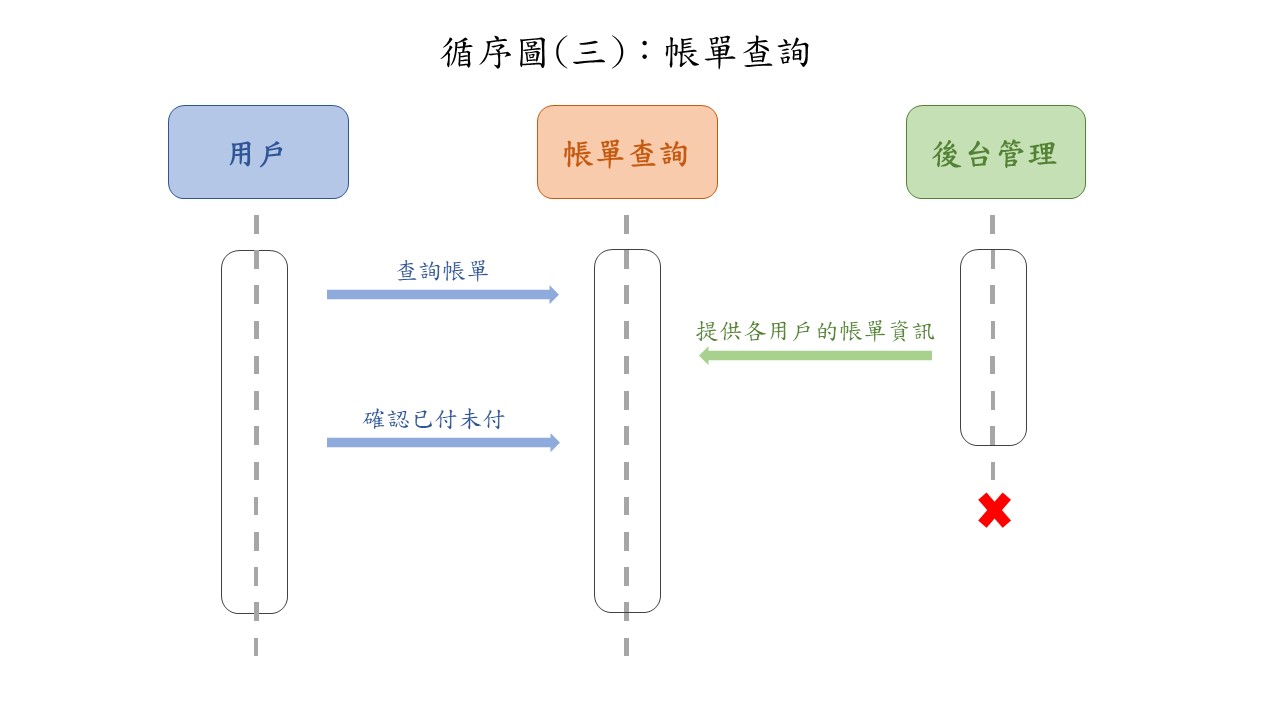 循序圖(三)：帳單查詢
用戶
帳單查詢
後台管理
查詢帳單
提供各用戶的帳單資訊
確認已付未付